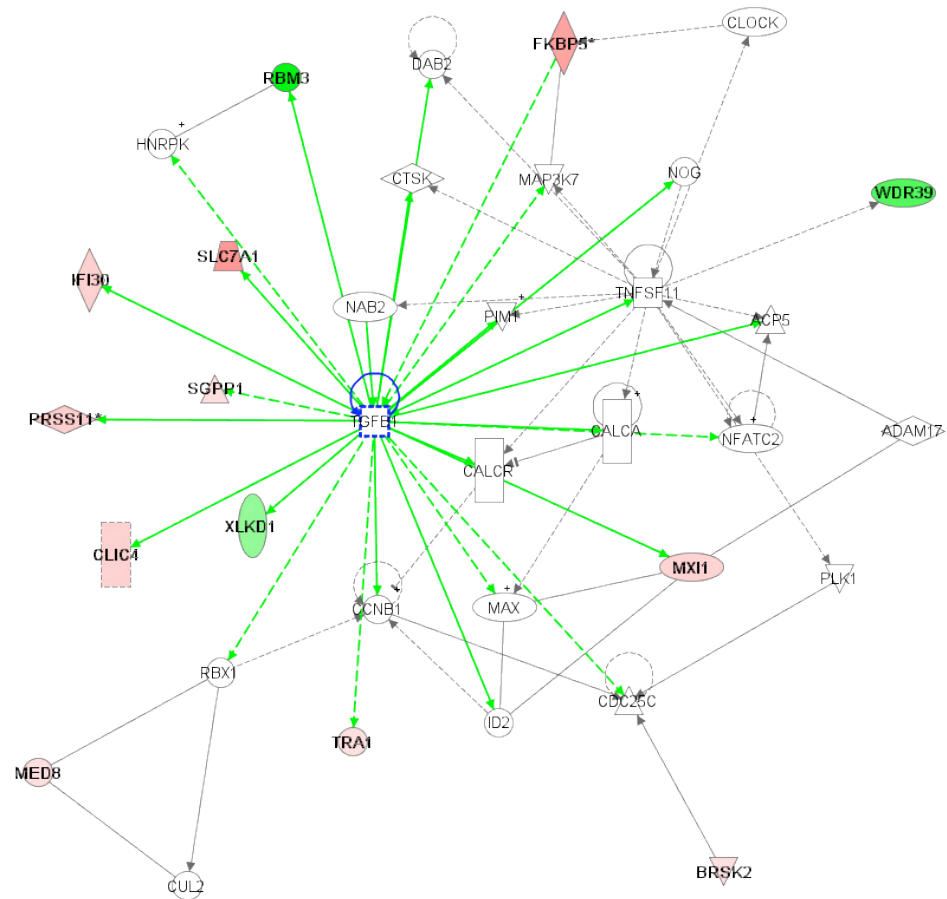 CLOCK
FKBP5*
DAB2
RBM3
+
HNRPK
CTSK
MAP3K7
NOG
WDR39
SLC7A1
IFI30
TNFSF11
NAB2
+
PIM1
ACP5
SGPP1
PRSS11*
TGFB1
+
CALCA
+
NFATC2
ADAM17
CALCR
XLKD1
CLIC4
MXI1
PLK1
+
CCNB1
+
MAX
RBX1
CDC25C
ID2
TRA1
MED8
BRSK2
CUL2